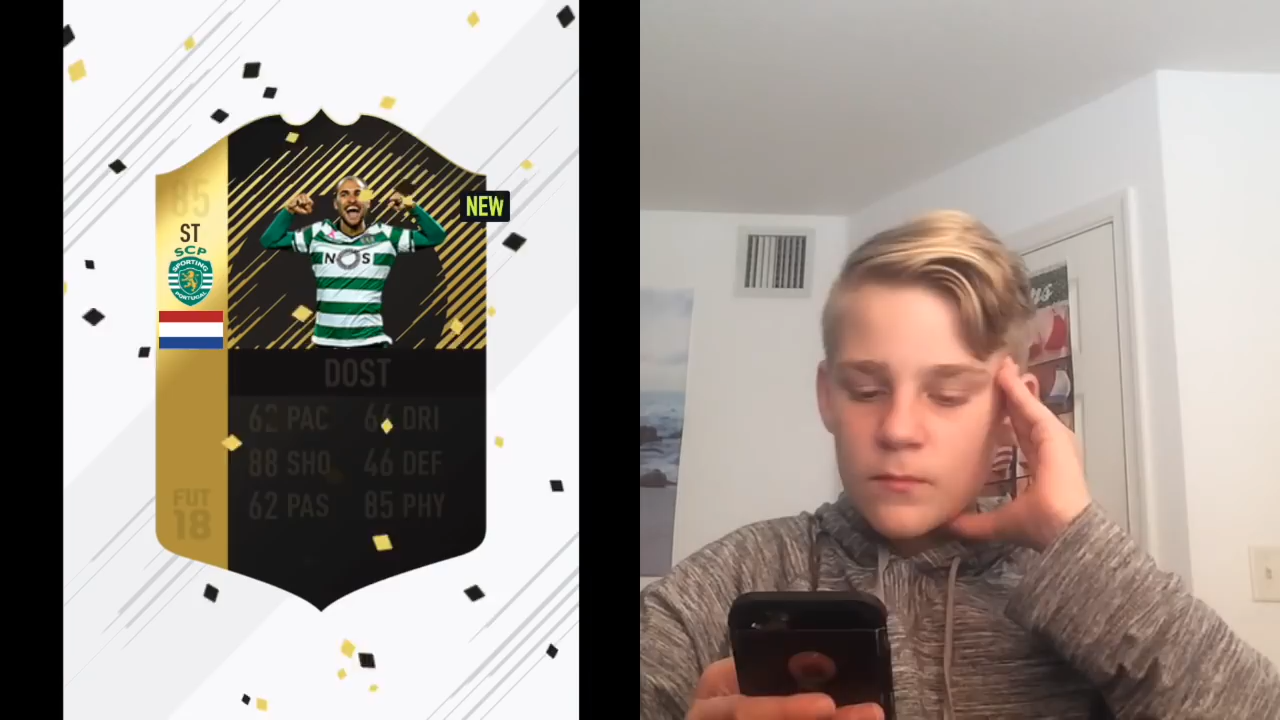 85
ST
SCP
SPORTING
PORTUGAL
NEW
NOS
DOST
62 PAC
88 SHO
46 DEF
62 PAS
85 PHY
DRI
FUT
18